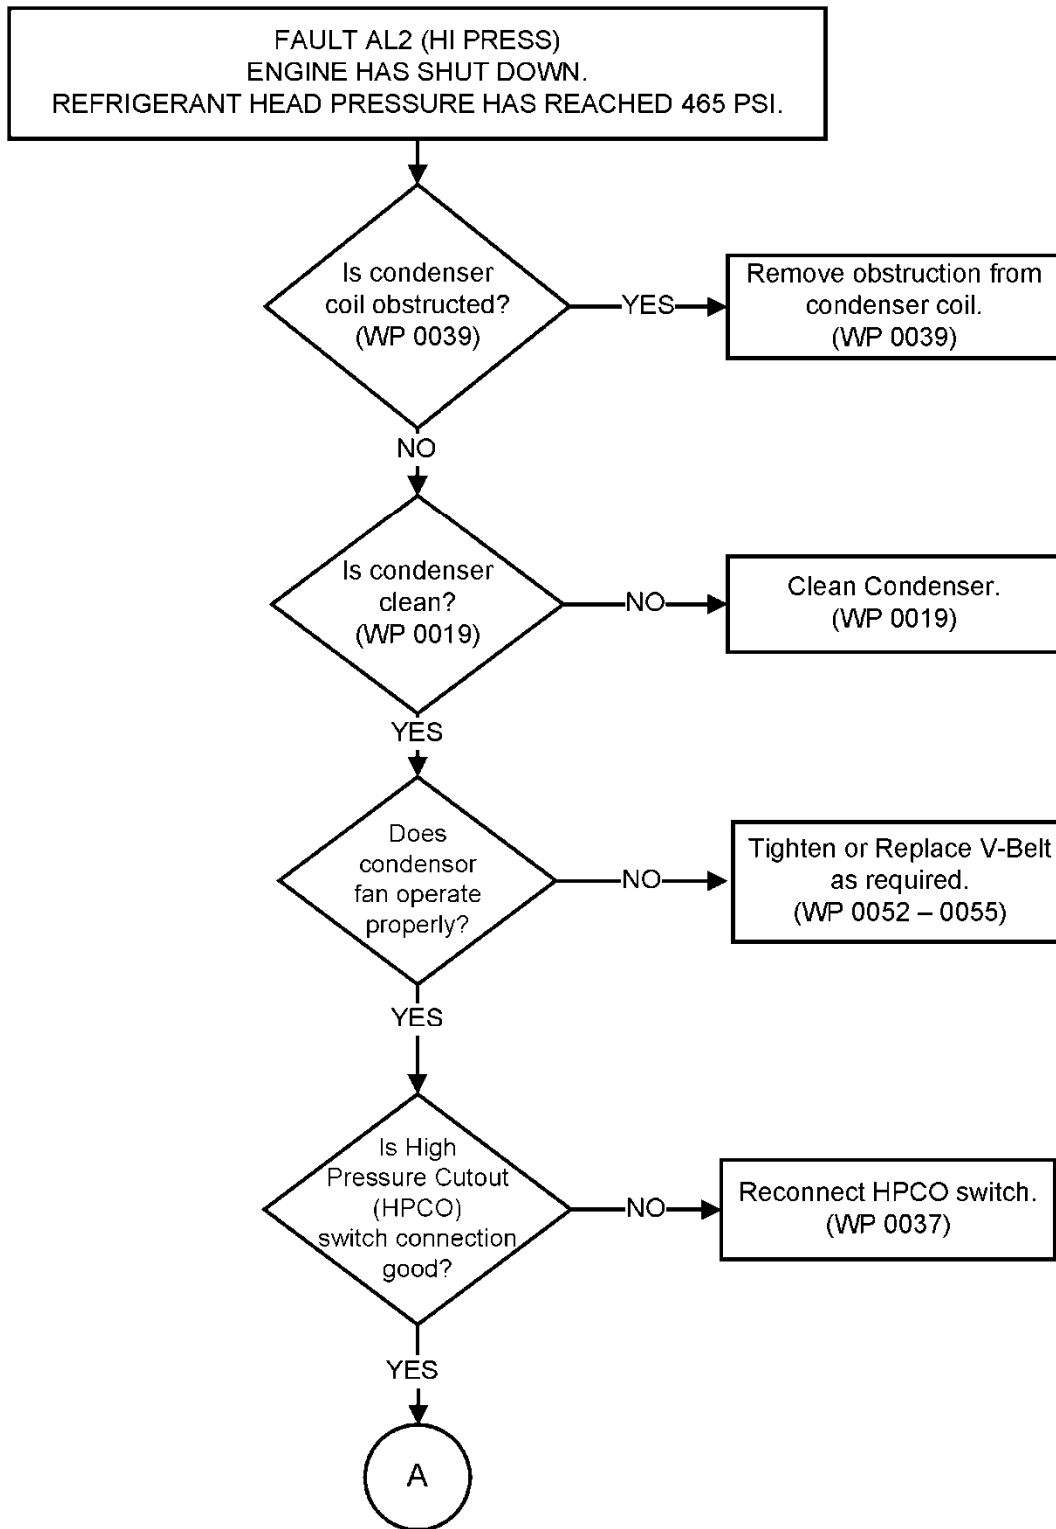 FAULT AL2 (HI PRESS)
ENGINE HAS SHUT DOWN.
REFRIGERANT HEAD PRESSURE HAS REACHED 465 PSI.
Is condenser
coil obstructed?
(WP 0039)
YES
Remove obstruction from
condenser coil.
(WP 0039)
NO
Is condenser
clean?
(WP 0019)
NO
Clean Condenser.
(WP 0019)
YES
Does
condensor
fan operate
properly?
NO
Tighten or Replace V-Belt
as required.
(WP 0052 – 0055)
YES
Is High
Pressure Cutout
(HPCO)
switch connection
good?
NO
Reconnect HPCO switch.
(WP 0037)
YES
A